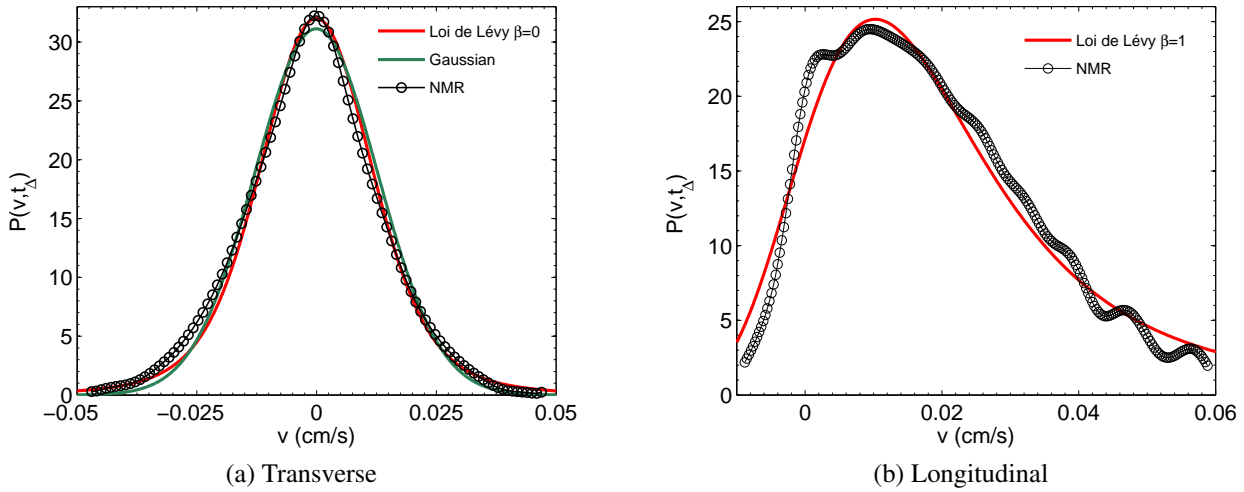 30
25
20
15
10
5
0
P(v,t_Δ)
Loi de Lévy β=0
Gaussian
NMR
−0.05
−0.025
0
0.025
0.05
v (cm/s)
(a) Transverse
25
20
15
10
5
0
P(v,t_Δ)
Loi de Lévy β=1
NMR
0
0.02
0.04
0.06
v (cm/s)
(b) Longitudinal